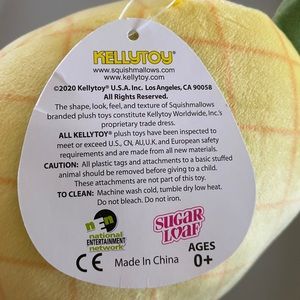 KELLYTOY®
www.squishmallows.com
www.kellytoy.com
©2020 Kellytoy® U.S.A. Inc. Los Angeles, CA 90058
All Rights Reserved.
The shape, look, feel, and texture of Squishmallows
branded plush toys constitute Kellytoy Worldwide, Inc.'s
proprietary trade dress.
ALL KELLYTOY® plush toys have been inspected to
meet or exceed U.S., CN, AU, U.K, and European safety
requirements and are made from all new materials.
CAUTION: All plastic tags and attachments to a basic stuffed
animal should be removed before giving to a child.
These attachments are not part of this toy.
TO CLEAN: Machine wash cold, tumble dry low heat.
Do not bleach. Do not iron.
nen
national
ENTERTAINMENT
network
SUGAR
LOAF
CE
Made In China
AGES
0+